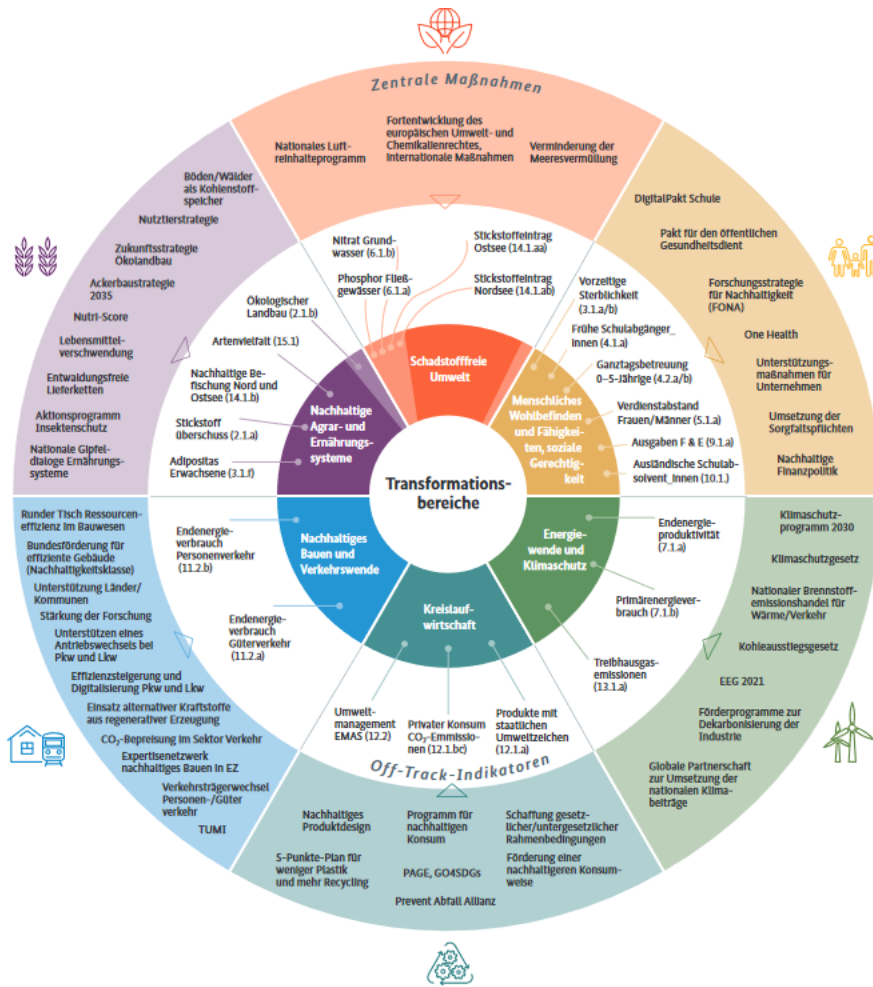 Zentrale Maßnahmen
Nationales Luft-
reinhalteprogramm
Fortentwicklung des
europäischen Umwelt- und
Chemikalienrechtes,
internationale Maßnahmen
Verminderung der
Meeresvermüllung
DigitalPakt Schule
Pakt für den öffentlichen
Gesundheitsdient
Forschungsstrategie
für Nachhaltigkeit
(FONA)
One Health
Unterstützungs-
maßnahmen für
Unternehmen
Umsetzung der
Sorgfaltspflichten
Nachhaltige
Finanzpolitik
Klimaschutz-
programm 2030
Klimaschutzgesetz
Nationaler Brennstoff-
emissionshandel für
Wärme/Verkehr
Kohleausstiegsgesetz
EEG 2021
Förderprogramme zur
Dekarbonisierung der
Industrie
Globale Partnerschaft
zur Umsetzung der
nationalen Klima-
beiträge
Schaffung gesetz-
licher/untergesetzlicher
Rahmenbedingungen
Förderung einer
nachhaltigeren Konsum-
weise
Programm für
nachhaltigen
Konsum
PAGE, GO4SDGs
Prevent Abfall Allianz
Nachhaltiges
Produktdesign
5-Punkte-Plan für
weniger Plastik
und mehr Recycling
Runder Tisch Ressourcen-
effizienz im Bauwesen
Bundesförderung für
effiziente Gebäude
(Nachhaltigkeitsklasse)
Unterstützung Länder/
Kommunen
Stärkung der Forschung
Unterstützen eines
Antriebswechsels bei
Pkw und Lkw
Effizienzsteigerung und
Digitalisierung Pkw und Lkw
Einsatz alternativer Kraftstoffe
aus regenerativer Erzeugung
CO₂-Bepreisung im Sektor Verkehr
Expertisenetzwerk
nachhaltiges Bauen in EZ
Verkehrsträgerwechsel
Personen-/Güter
verkehr
TUMI
Böden/Wälder
als Kohlenstoff-
speicher
Nutztierstrategie
Zukunftsstrategie
Ökolandbau
Ackerbaustrategie
2035
Nutri-Score
Lebensmittel-
verschwendung
Entwaldungsfreie
Lieferketten
Aktionsprogramm
Insektenschutz
Nationale Gipfel-
dialoge Ernährungs-
systeme
Nitrat Grund-
wasser (6.1.b)
Phosphor Fließ-
gewässer (6.1.a)
Stickstoffeintrag
Ostsee (14.1.aa)
Stickstoffeintrag
Nordsee (14.1.ab)
Vorzeitige
Sterblichkeit
(3.1.a/b)
Frühe Schulabgänger_
innen (4.1.a)
Ganztagsbetreuung
0–5-Jährige (4.2.a/b)
Verdienstabstand
Frauen/Männer (5.1.a)
Ausgaben F & E (9.1.a)
Ausländische Schulab-
solvent_innen (10.1.)
Endenergie-
produktivität
(7.1.a)
Primärenergiever-
brauch (7.1.b)
Treibhausgas-
emissionen
(13.1.a)
Produkte mit
staatlichen
Umweltzeichen
(12.1.a)
Privater Konsum
CO₂-Emmissio-
nen (12.1.bc)
Umwelt-
management
EMAS (12.2)
Off-Track-Indikatoren
Endenergie-
verbrauch
Personenverkehr
(11.2.b)
Endenergie-
verbrauch
Güterverkehr
(11.2.a)
Ökologischer
Landbau (2.1.b)
Artenvielfalt (15.1)
Nachhaltige Be-
fischung Nord und
Ostsee (14.1.b)
Stickstoff
überschuss (2.1.a)
Adipositas
Erwachsene (3.1.f)
Schadstofffreie
Umwelt
Menschliches
Wohlbefinden
und Fähigkei-
ten, soziale
Gerechtig-
keit
Energie-
wende und
Klimaschutz
Kreislauf-
wirtschaft
Nachhaltiges
Bauen und
Verkehrswende
Nachhaltige
Agrar- und
Ernährungs-
systeme
Transformations-
bereiche